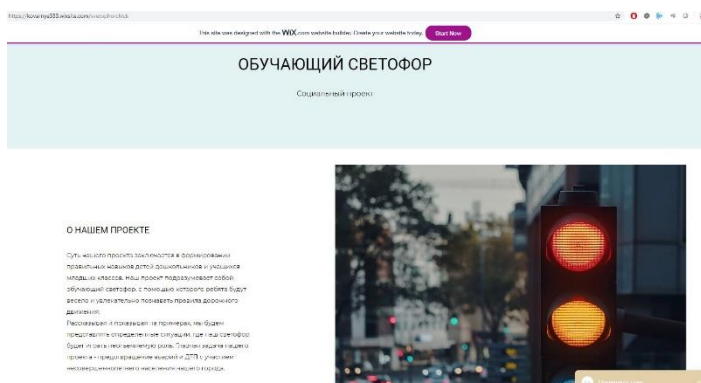 This site was designed with the WiX.com website builder. Create your website today. Start Now
ОБУЧАЮЩИЙ СВЕТОФОР
Социальный проект
О НАШЕМ ПРОЕКТЕ
Суть нашего проекта заключается в формировании
правильных навыков детей дошкольников и учащихся
младших классов. Наш проект подразумевает собой
обучающий светофор, с помощью которого ребята будут
весело и увлекательно познавать правила дорожного
движения.
Рассказывая и показывая на примерах, мы будем
представлять определенные ситуации, где наш светофор
будет играть неотъемлемую роль. Главная задача нашего
проекта - предотвращение аварий и ДТП с участием
несовершеннолетнего населения нашего города.